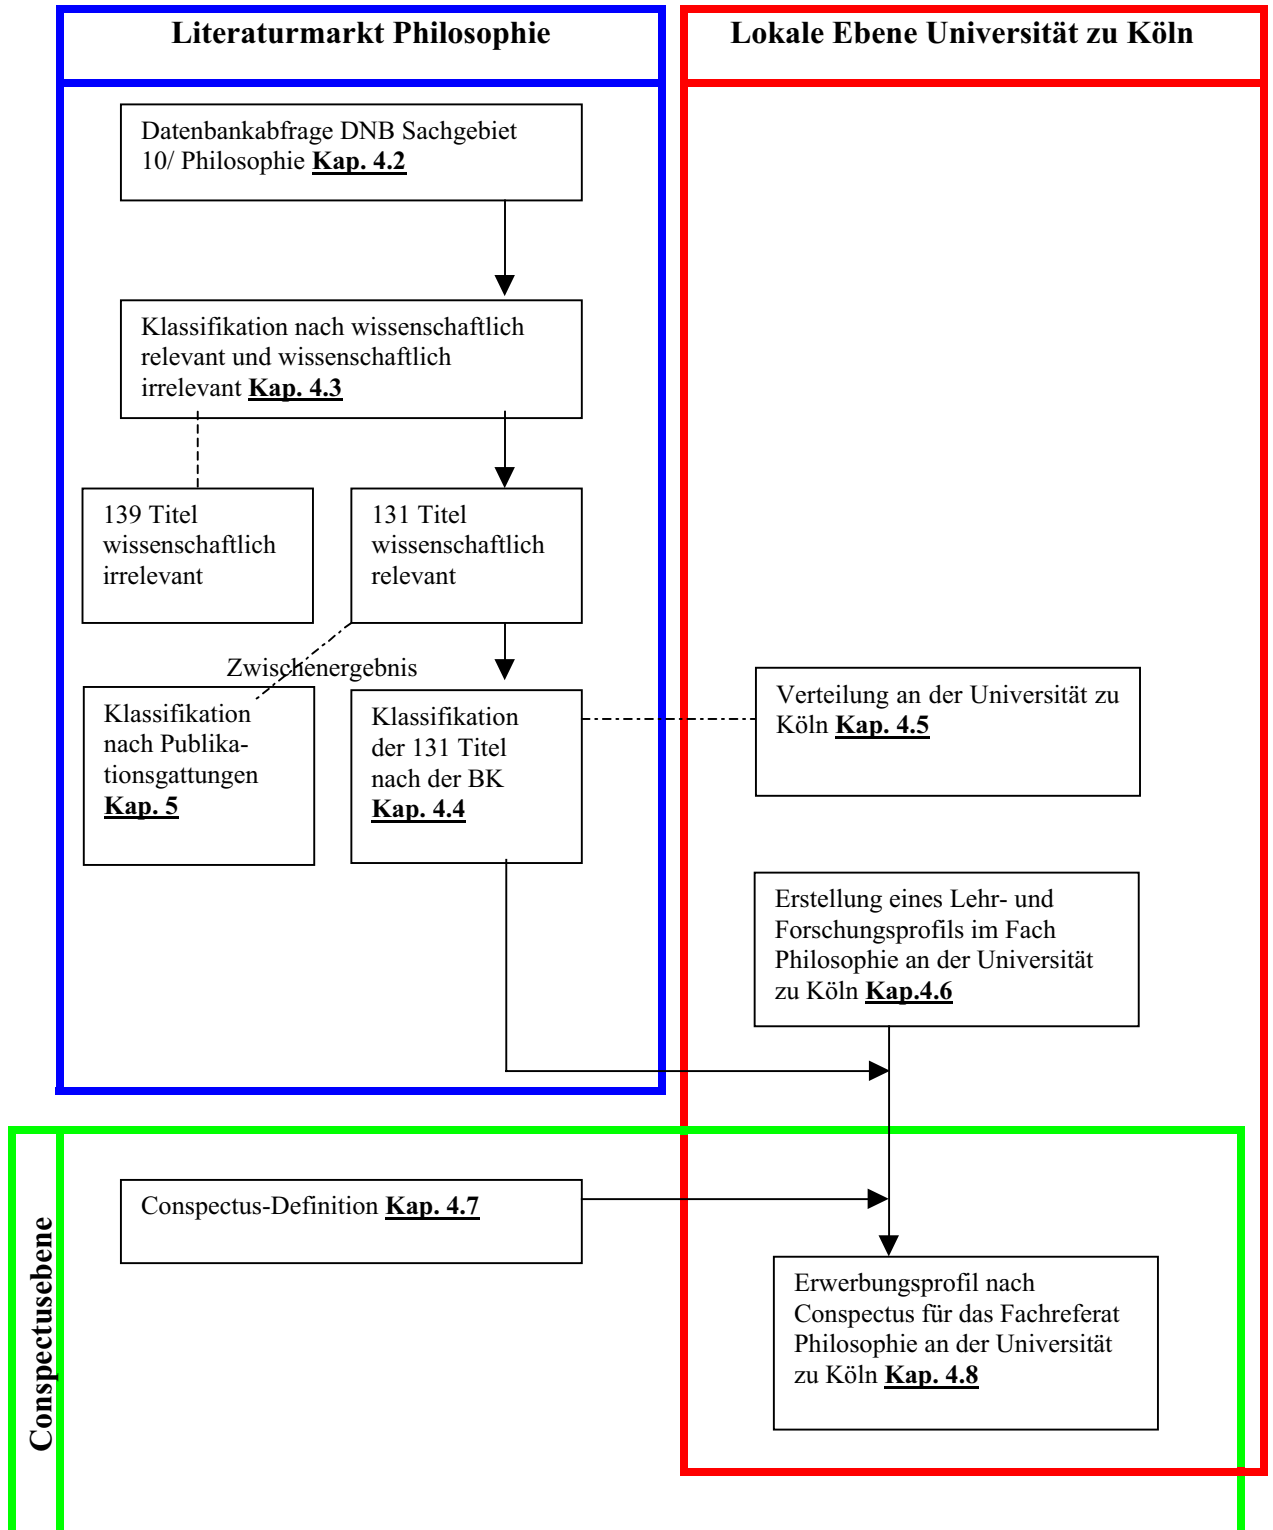 Literaturmarkt Philosophie
Lokale Ebene Universität zu Köln
Datenbankabfrage DNB Sachgebiet
10/ Philosophie Kap. 4.2
Klassifikation nach wissenschaftlich
relevant und wissenschaftlich
irrelevant Kap. 4.3
139 Titel
wissenschaftlich
irrelevant
131 Titel
wissenschaftlich
relevant
Zwischenergebnis
Klassifikation
nach Publika-
tionsgattungen
Kap. 5
Klassifikation
der 131 Titel
nach der BK
Kap. 4.4
Verteilung an der Universität zu
Köln Kap. 4.5
Erstellung eines Lehr- und
Forschungsprofils im Fach
Philosophie an der Universität
zu Köln Kap.4.6
Conspectusebene
Conspectus-Definition Kap. 4.7
Erwerbungsprofil nach
Conspectus für das Fachreferat
Philosophie an der Universität
zu Köln Kap. 4.8